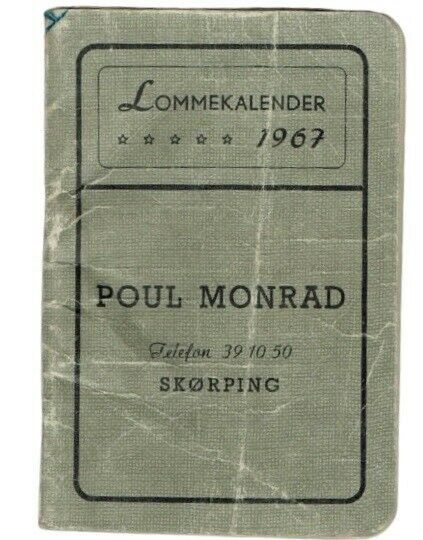 LOMMEKALENDER
☆ ☆ ☆ ☆ ☆ 1967
POUL MONRAD
Telefon 39 10 50
SKØRPING